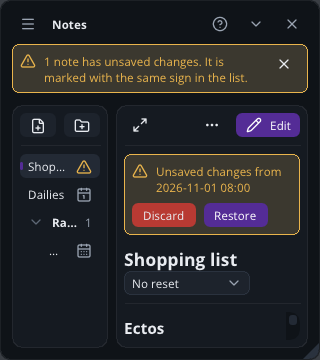 Notes
1 note has unsaved changes. It is
marked with the same sign in the list.
Edit
Shop...
Dailies
Ra... 1
...
Unsaved changes from
2026-11-01 08:00
Discard Restore
Shopping list
No reset
Ectos